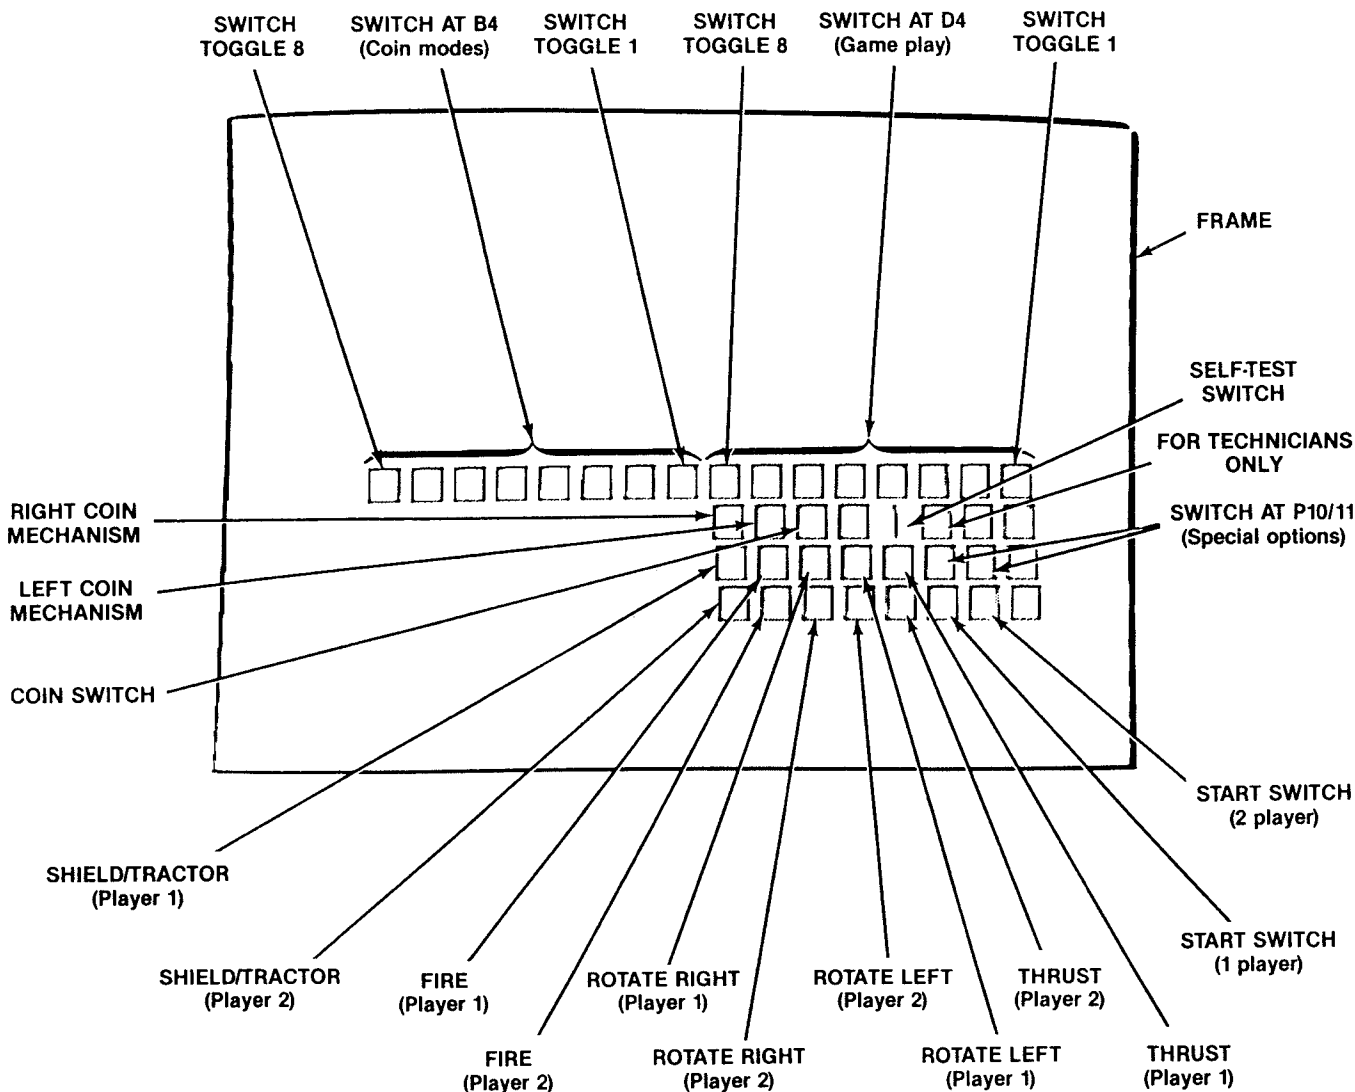 SWITCH
TOGGLE 8
SWITCH AT B4
(Coin modes)
SWITCH
TOGGLE 1
SWITCH
TOGGLE 8
SWITCH AT D4
(Game play)
SWITCH
TOGGLE 1
FRAME
SELF-TEST
SWITCH
FOR TECHNICIANS
ONLY
SWITCH AT P10/11
(Special options)
RIGHT COIN
MECHANISM
LEFT COIN
MECHANISM
COIN SWITCH
START SWITCH
(2 player)
SHIELD/TRACTOR
(Player 1)
START SWITCH
(1 player)
SHIELD/TRACTOR
(Player 2)
FIRE
(Player 1)
ROTATE RIGHT
(Player 1)
ROTATE LEFT
(Player 2)
THRUST
(Player 2)
FIRE
(Player 2)
ROTATE RIGHT
(Player 2)
ROTATE LEFT
(Player 1)
THRUST
(Player 1)